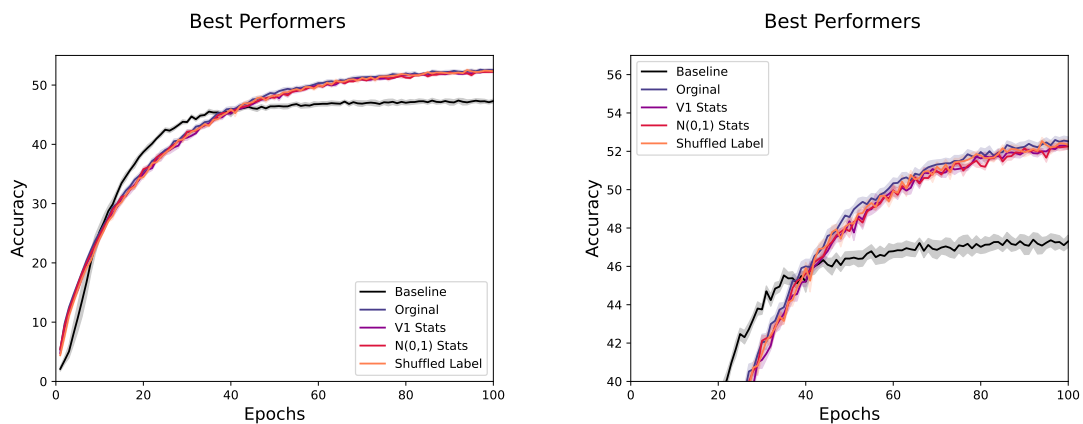 Best Performers
Accuracy
50
40
30
20
10
0
0 20 40 60 80 100
Epochs
Baseline
Orginal
V1 Stats
N(0,1) Stats
Shuffled Label
Best Performers
Accuracy
56
54
52
50
48
46
44
42
40
0 20 40 60 80 100
Epochs
Baseline
Orginal
V1 Stats
N(0,1) Stats
Shuffled Label